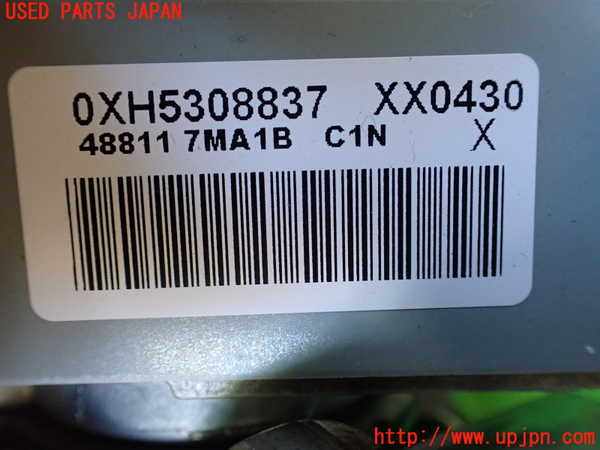 USED PARTS JAPAN
0XH5308837 XX0430
48811 7MA1B C1N X
http://www.upjpn.com/